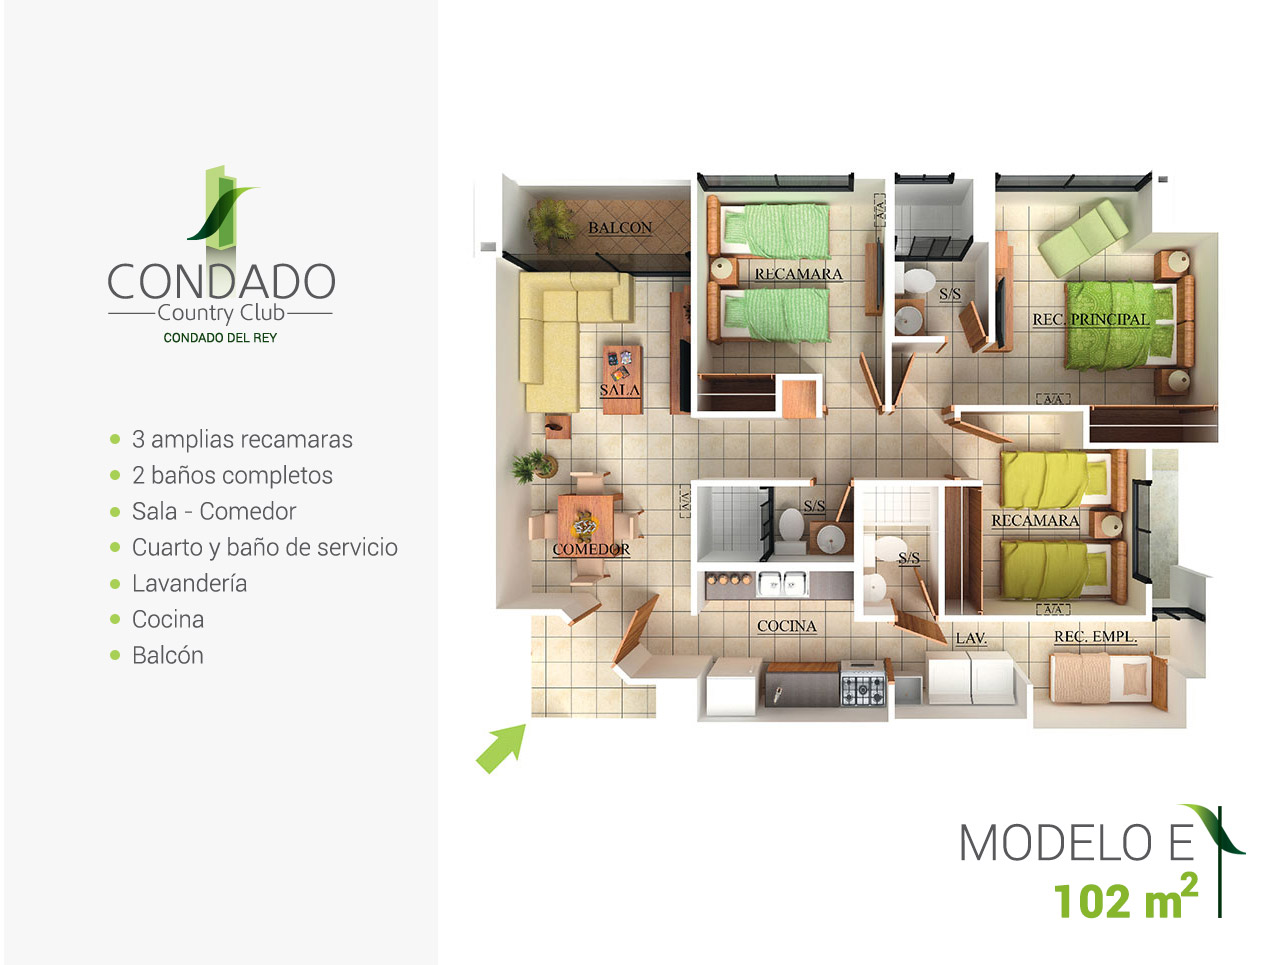 CONDADO
Country Club
CONDADO DEL REY
3 amplias recamaras
2 baños completos
Sala - Comedor
Cuarto y baño de servicio
Lavandería
Cocina
Balcón
BALCON
RECAMARA
A/A
S/S
REC. PRINCIPAL
SALA
A/A
A/A
S/S
RECAMARA
COMEDOR
S/S
A/A
COCINA
LAV.
REC. EMPL.
MODELO E
102 m²